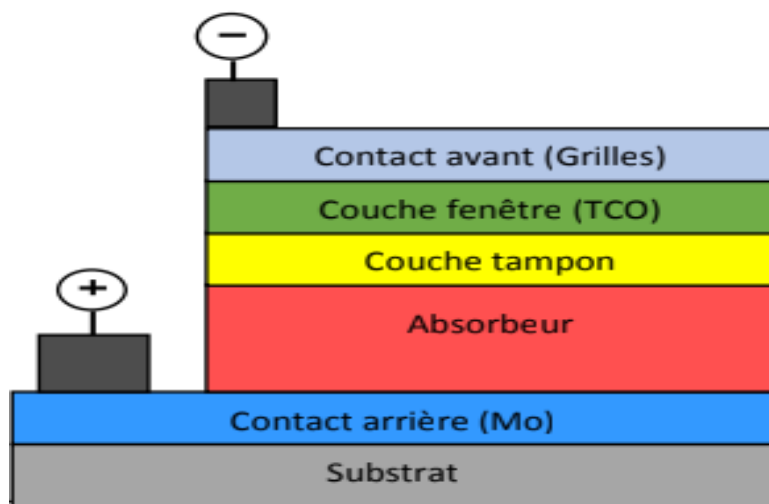 −
Contact avant (Grilles)
Couche fenêtre (TCO)
Couche tampon
+
Absorbeur
Contact arrière (Mo)
Substrat